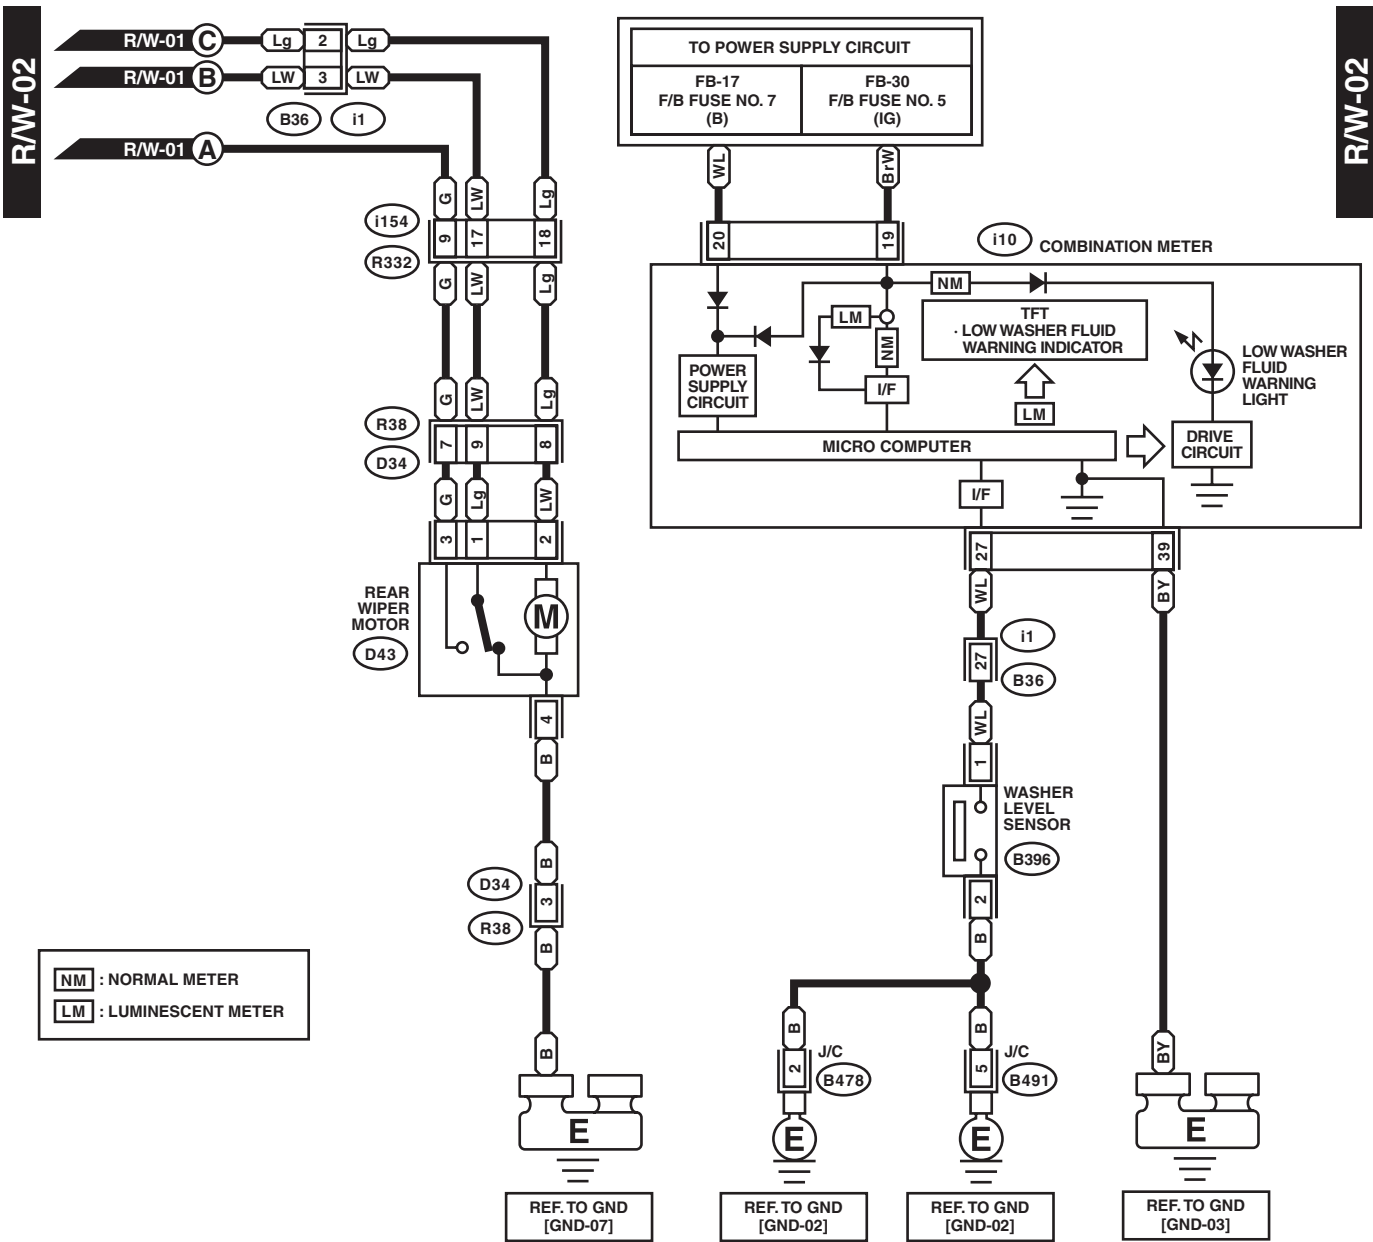 R/W-02
R/W-02
R/W-01 C Lg 2 Lg
R/W-01 B LW 3 LW
B36 i1
R/W-01 A
G LW Lg
i154
9 17 18
R332
G LW Lg
G LW Lg
R38
7 9 8
D34
G Lg LW
3 1 2
REAR
WIPER
MOTOR
D43
M
4
B
B
D34
3
R38
B
B
E
REF. TO GND
[GND-07]
NM : NORMAL METER
LM : LUMINESCENT METER
TO POWER SUPPLY CIRCUIT
FB-17
F/B FUSE NO. 7
(B)
FB-30
F/B FUSE NO. 5
(IG)
WL BrW
20 19
i10 COMBINATION METER
NM
LM
NM
I/F
POWER
SUPPLY
CIRCUIT
TFT
· LOW WASHER FLUID
WARNING INDICATOR
LM
LOW WASHER
FLUID
WARNING
LIGHT
MICRO COMPUTER
DRIVE
CIRCUIT
I/F
27 39
WL BY
i1
27
B36
WL
1
WASHER
LEVEL
SENSOR
B396
2
B
B B BY
2 J/C
B478
5 J/C
B491
E E E
REF. TO GND
[GND-02]
REF. TO GND
[GND-02]
REF. TO GND
[GND-03]